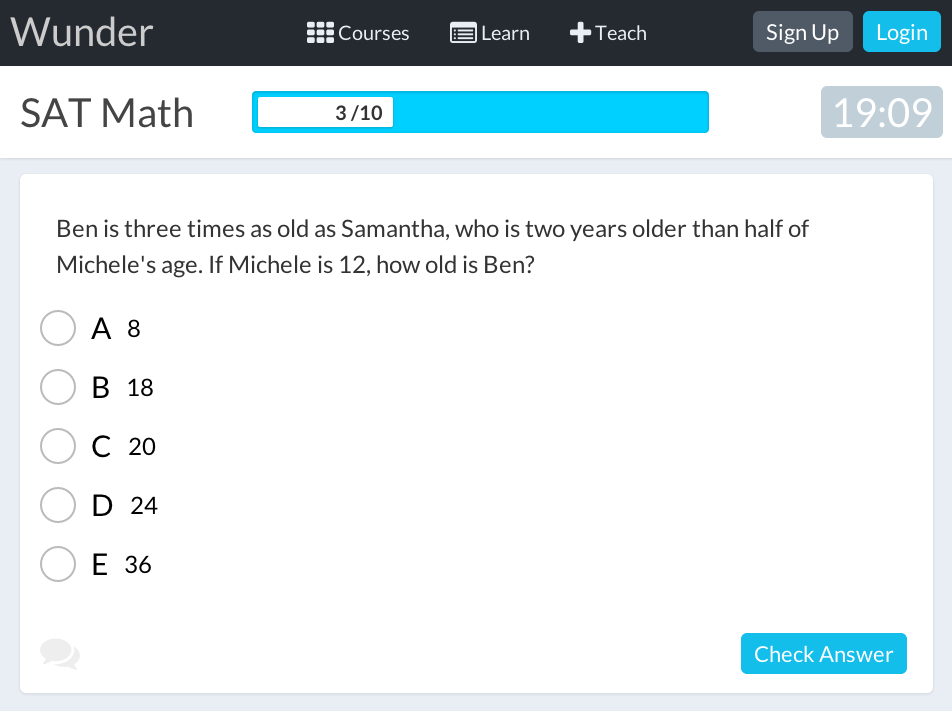 Wunder
Courses
Learn
Teach
Sign Up
Login
SAT Math
3 /10
19:09
Ben is three times as old as Samantha, who is two years older than half of
Michele's age. If Michele is 12, how old is Ben?
A 8
B 18
C 20
D 24
E 36
Check Answer